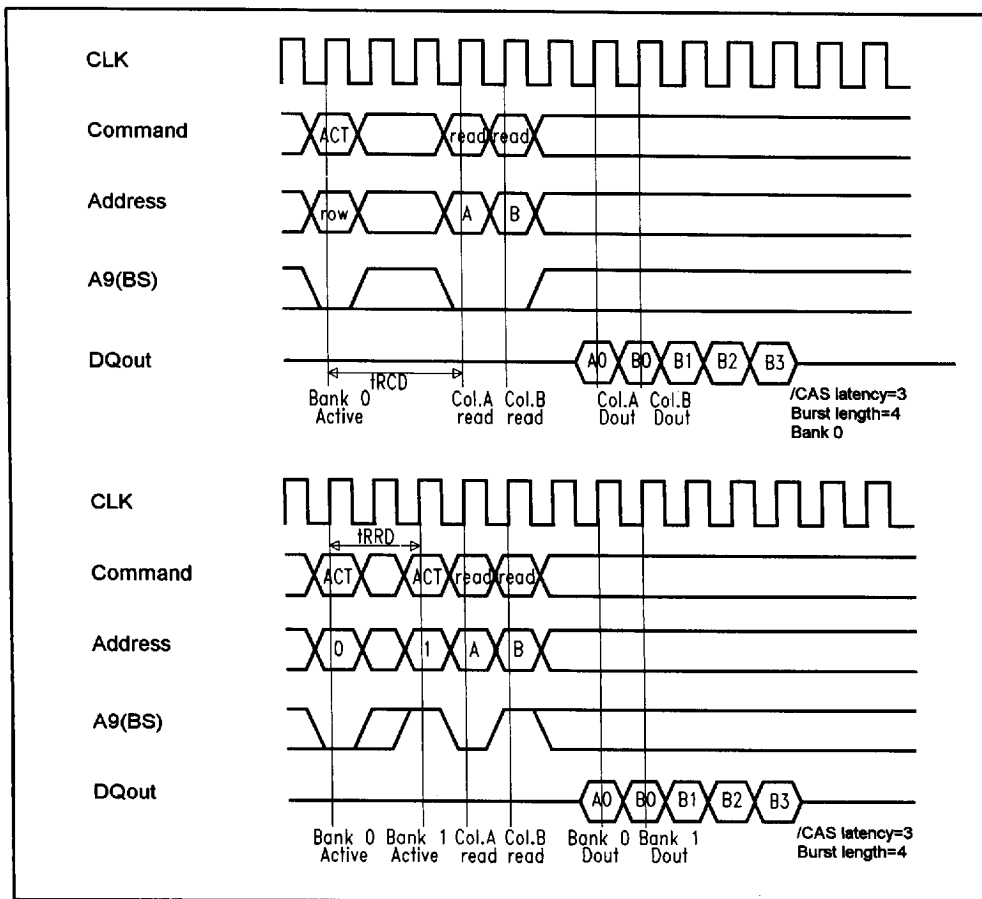 CLK
Command
ACT read read
Address
row A B
A9(BS)
DQout
A0 B0 B1 B2 B3
tRCD
Bank 0 Col.A Col.B Col.A Col.B
Active read read Dout Dout
/CAS latency=3
Burst length=4
Bank 0
CLK
tRRD
Command
ACT ACT read read
Address
0 1 A B
A9(BS)
DQout
A0 B0 B1 B2 B3
Bank 0 Bank 1 Col.A Col.B Bank 0 Bank 1
Active Active read read Dout Dout
/CAS latency=3
Burst length=4